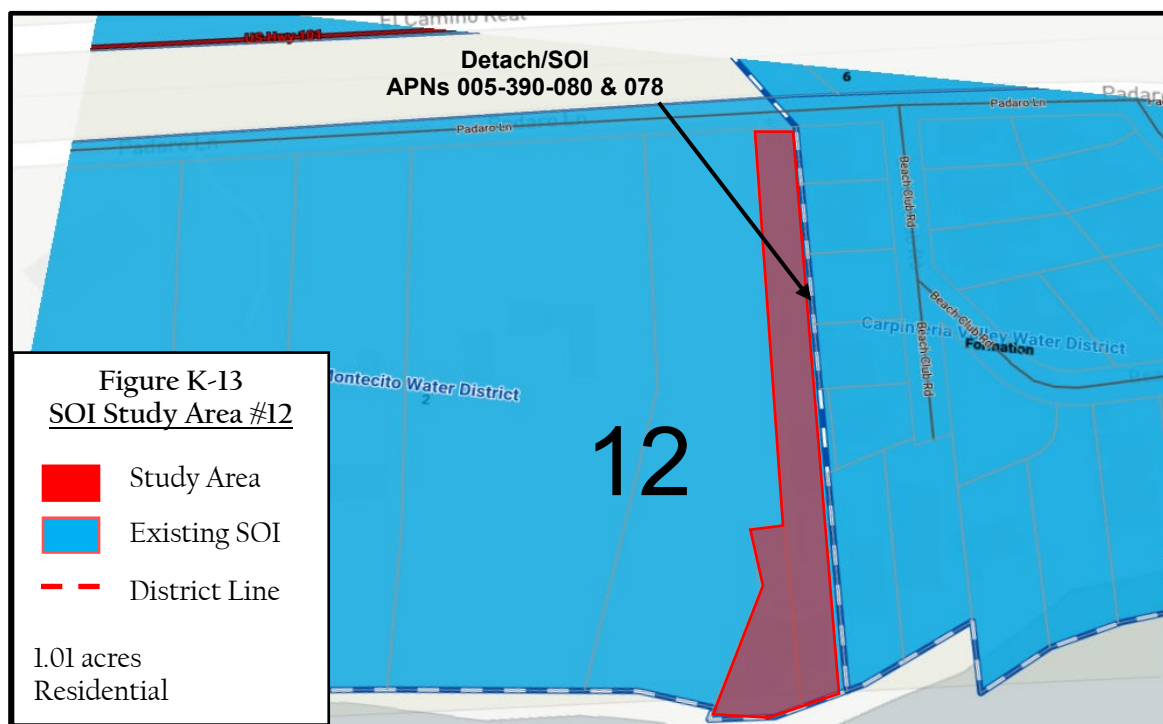 El Camino Real
US Hwy-101
Detach/SOI
APNs 005-390-080 & 078
6
Padaro Ln
Padaro
Pa
Padaro Ln
Padaro Ln
Padaro Ln
Beach Club Rd
Beach Club Rd
Beach Club Rd
Carpinteria Valley Water District
Formation
Montecito Water District
2
12
Figure K-13
SOI Study Area #12
Study Area
Existing SOI
District Line
1.01 acres
Residential